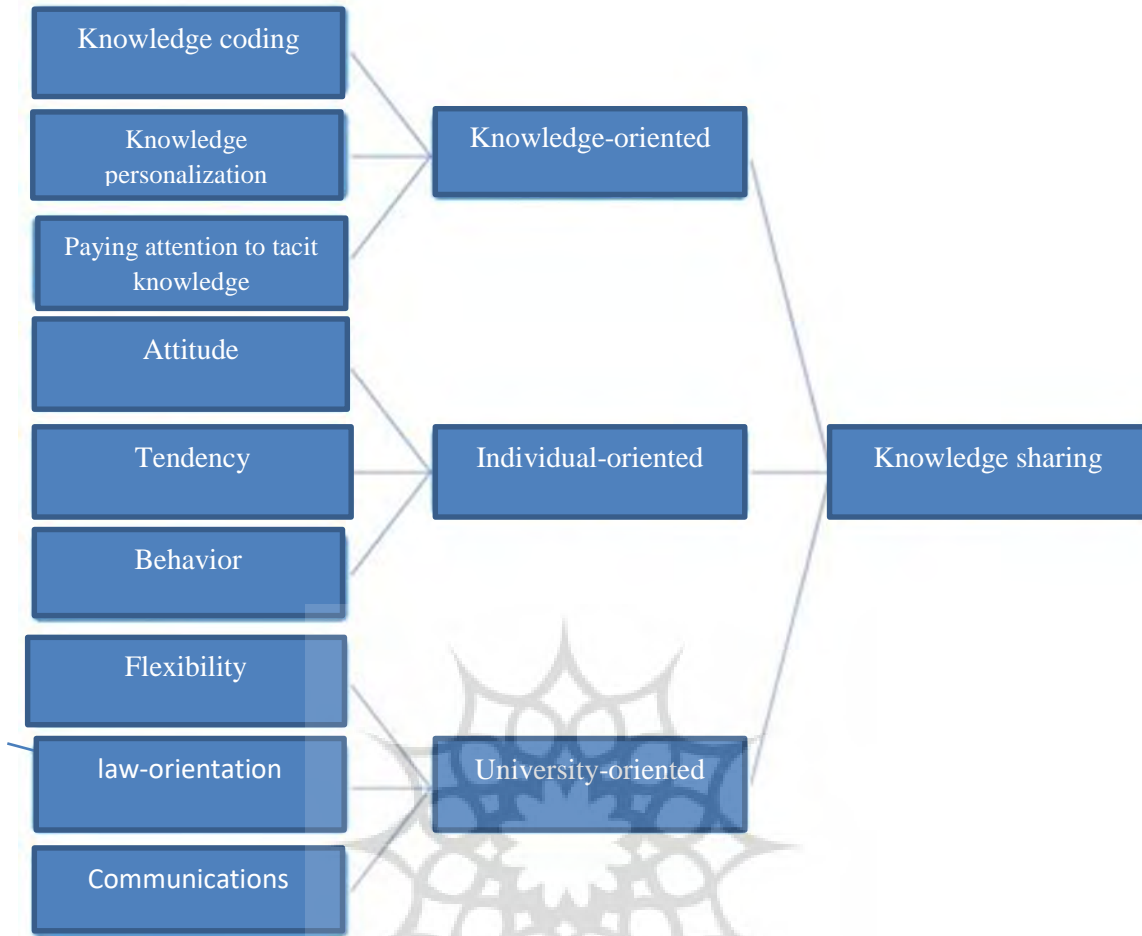 Knowledge coding
Knowledge
personalization
Paying attention to tacit
knowledge
Attitude
Tendency
Behavior
Flexibility
law-orientation
Communications
Knowledge-oriented
Individual-oriented
University-oriented
Knowledge sharing